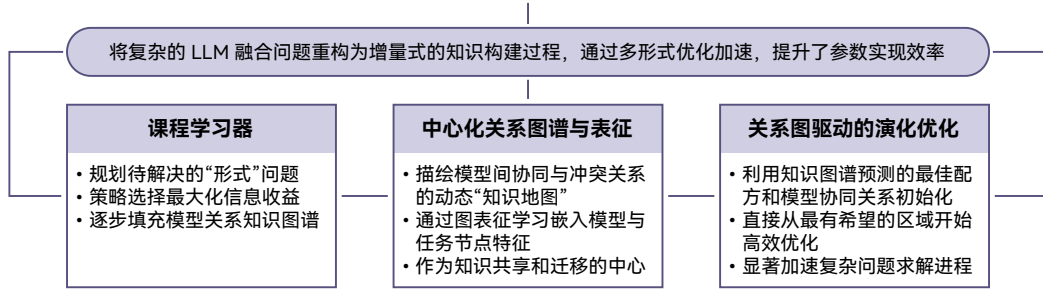 将复杂的 LLM 融合问题重构为增量式的知识构建过程，通过多形式优化加速，提升了参数实现效率
课程学习器
• 规划待解决的“形式”问题
• 策略选择最大化信息收益
• 逐步填充模型关系知识图谱
中心化关系图谱与表征
• 描绘模型间协同与冲突关系
的动态“知识地图”
• 通过图表征学习嵌入模型与
任务节点特征
• 作为知识共享和迁移的中心
关系图驱动的演化优化
• 利用知识图谱预测的最佳配
方和模型协同关系初始化
• 直接从最有希望的区域开始
高效优化
• 显著加速复杂问题求解进程